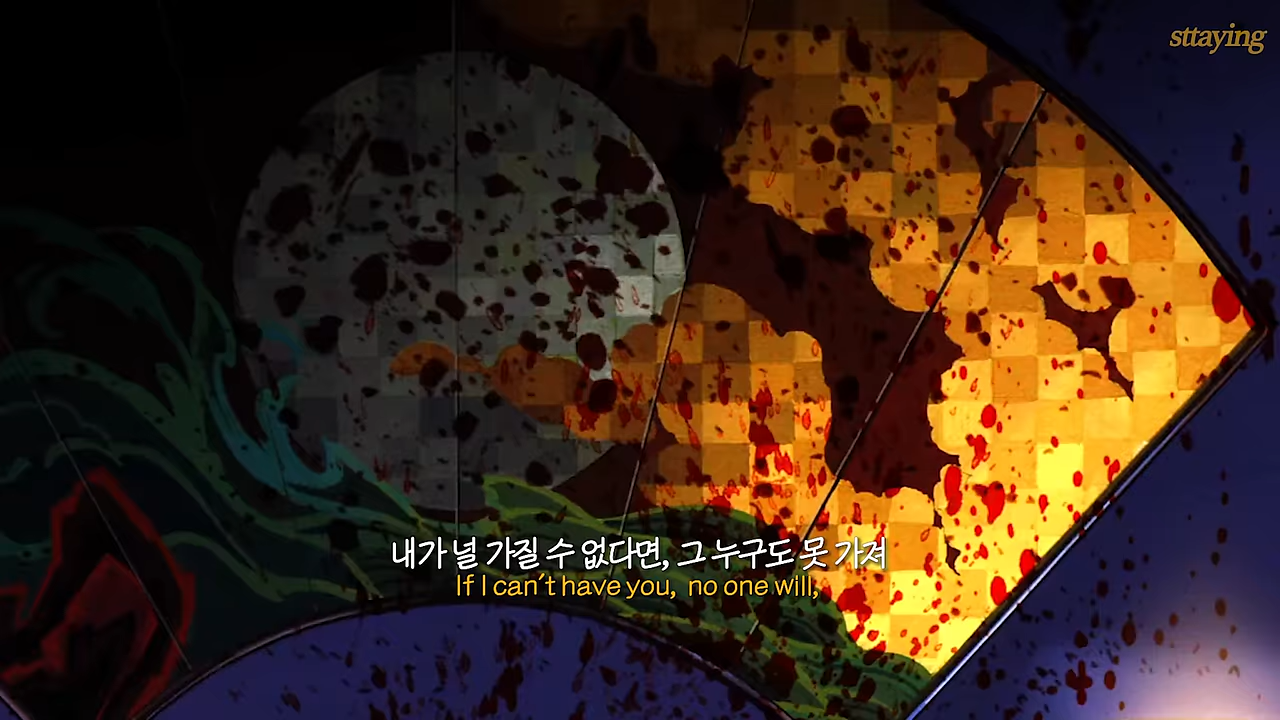 sttaying
내가 널 가질 수 없다면, 그 누구도 못 가져
If I can't have you, no one will,